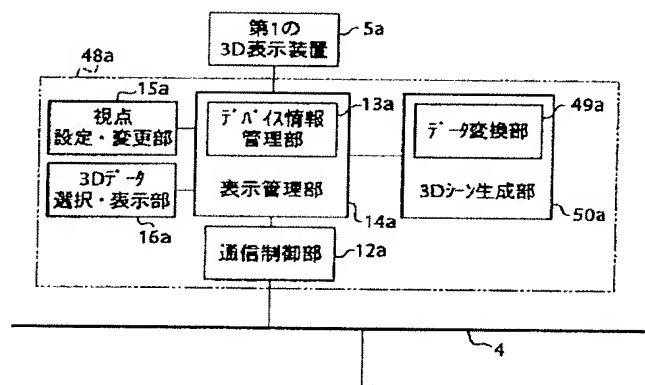 第1の
3D表示装置
5a
48a
15a
視点
設定・変更部
デバイス情報
管理部
13a
表示管理部
14a
データ変換部
49a
3Dシーン生成部
50a
3Dデータ
選択・表示部
16a
通信制御部
12a
4